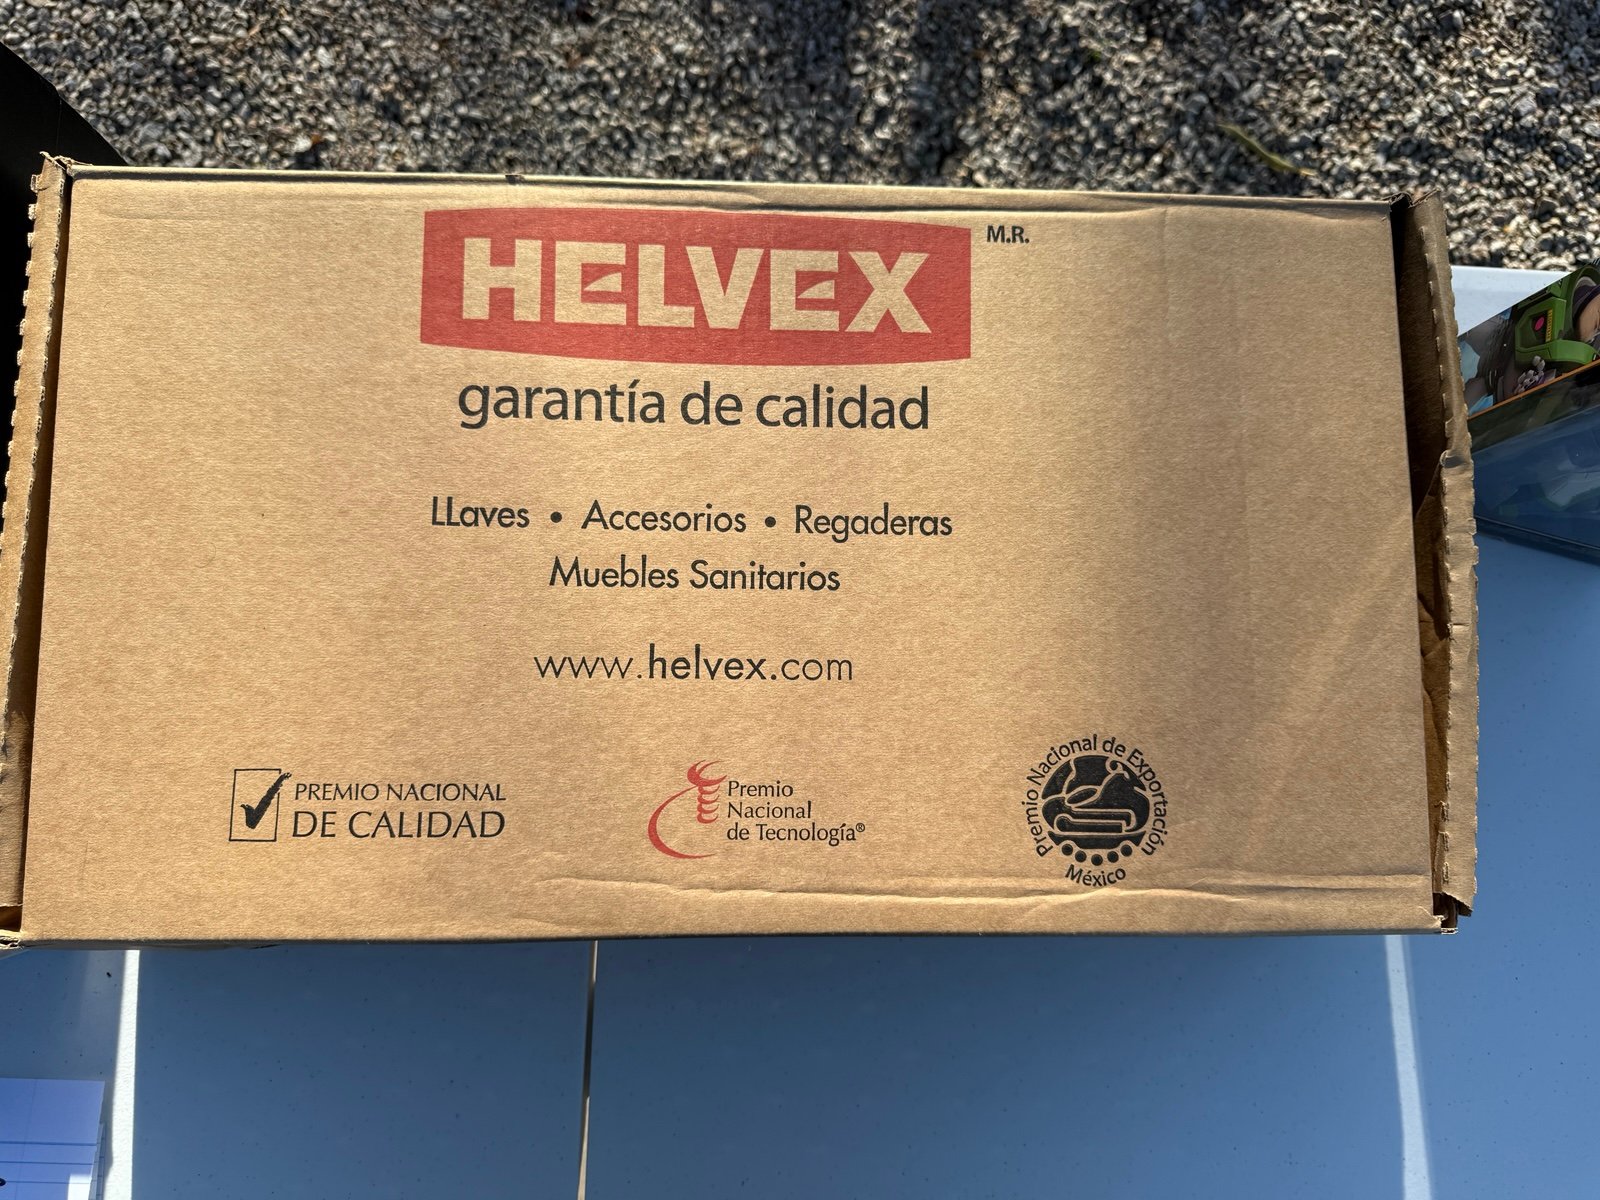 HELVEX
M.R.
garantía de calidad
LLaves • Accesorios • Regaderas
Muebles Sanitarios
www.helvex.com
PREMIO NACIONAL
DE CALIDAD
Premio
Nacional
de Tecnología®
Premio Nacional de Exportación
México